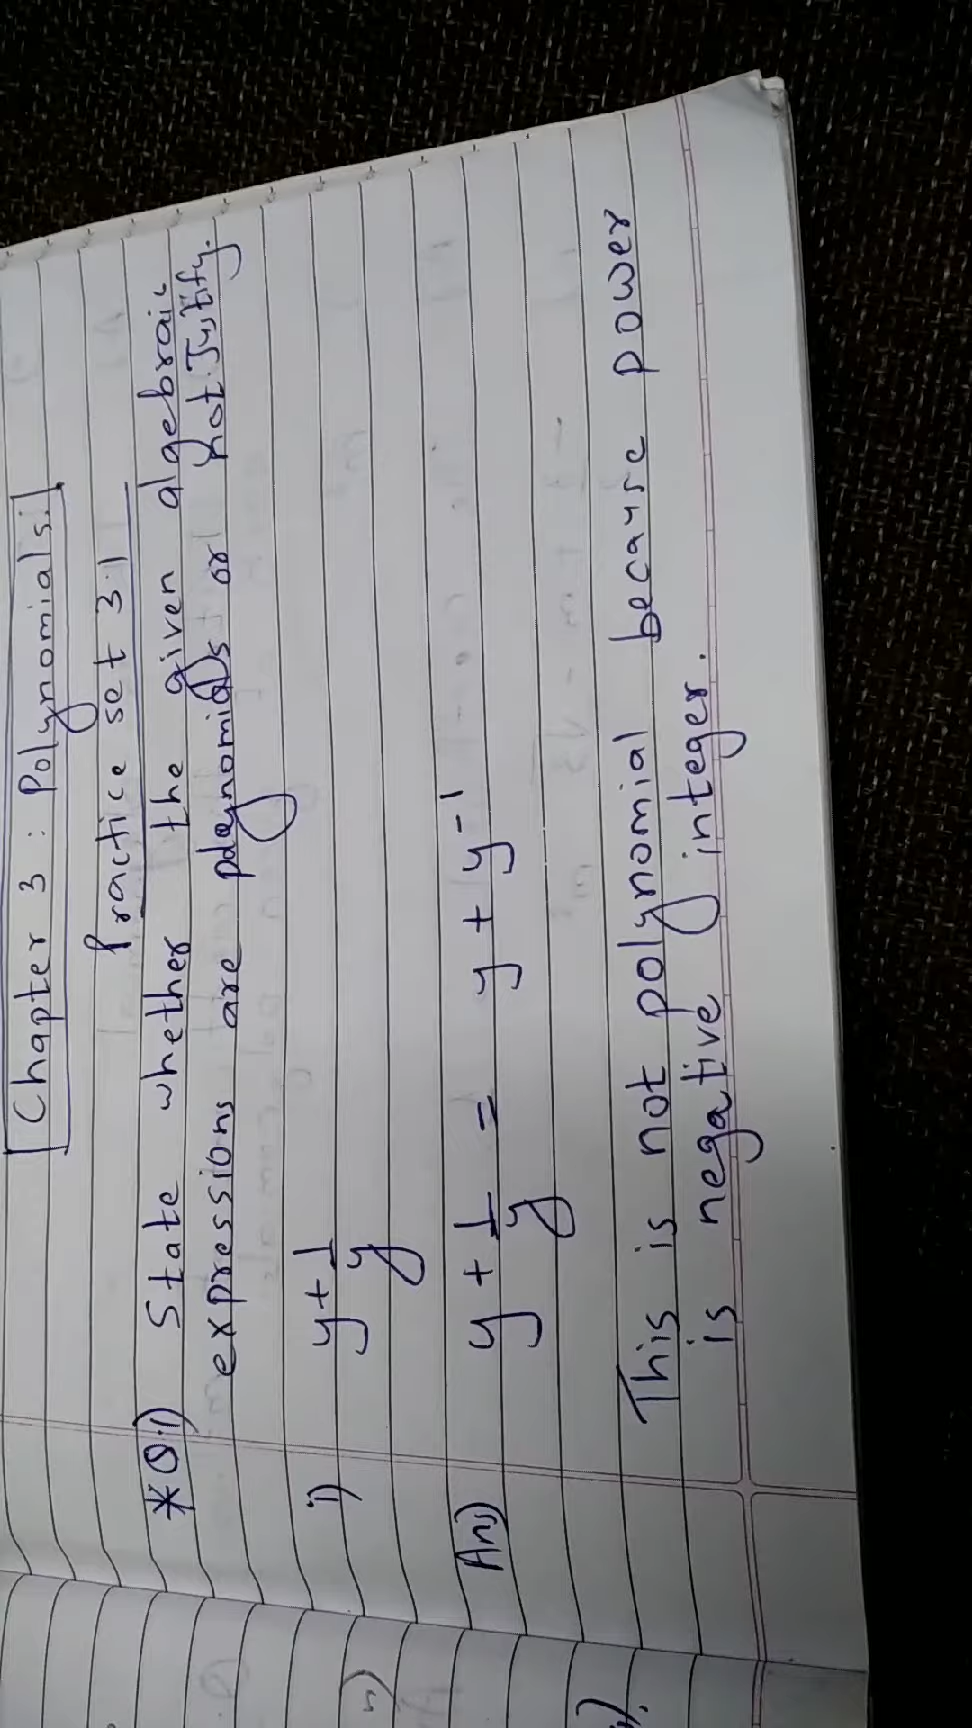 Chapter 3 : Polynomials.
Practice set 3.1
* Q.1) State whether the given algebraic
expressions are polynomials or not. Justify.
i) y + 1/y
Ans) y + 1/y = y + y⁻¹
This is not polynomial because power
is negative integer.